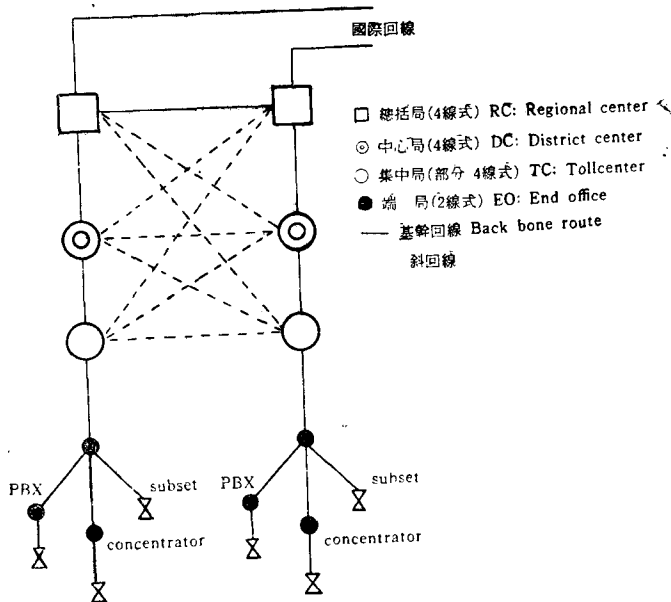 國際回線
總括局(4線式) RC: Regional center
中心局(4線式) DC: District center
集中局(部分 4線式) TC: Tollcenter
端 局(2線式) EO: End office
基幹回線 Back bone route
斜回線
PBX
subset
concentrator
PBX
subset
concentrator